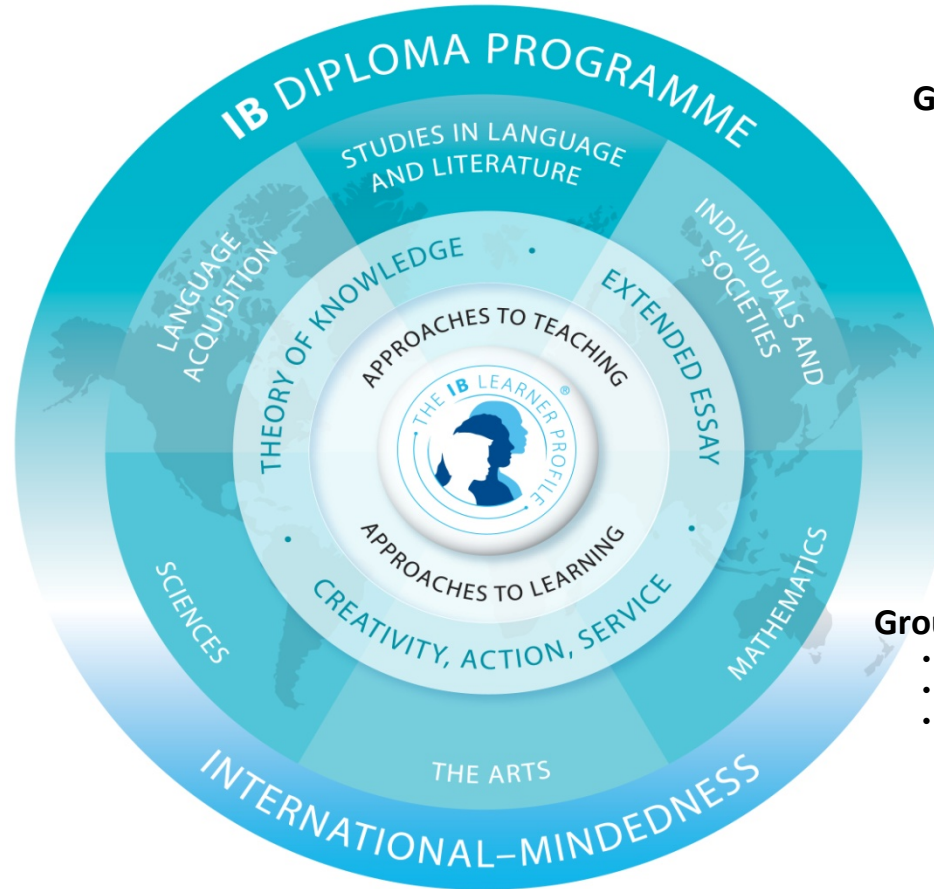 IB DIPLOMA PROGRAMME
STUDIES IN LANGUAGE
AND LITERATURE
LANGUAGE
ACQUISITION
INDIVIDUALS AND
SOCIETIES
THEORY OF KNOWLEDGE
•
EXTENDED ESSAY
•
CREATIVITY, ACTION, SERVICE
•
APPROACHES TO TEACHING
THE IB LEARNER PROFILE ®
APPROACHES TO LEARNING
SCIENCES
MATHEMATICS
THE ARTS
INTERNATIONAL–MINDEDNESS
G
Grou
•
•
•